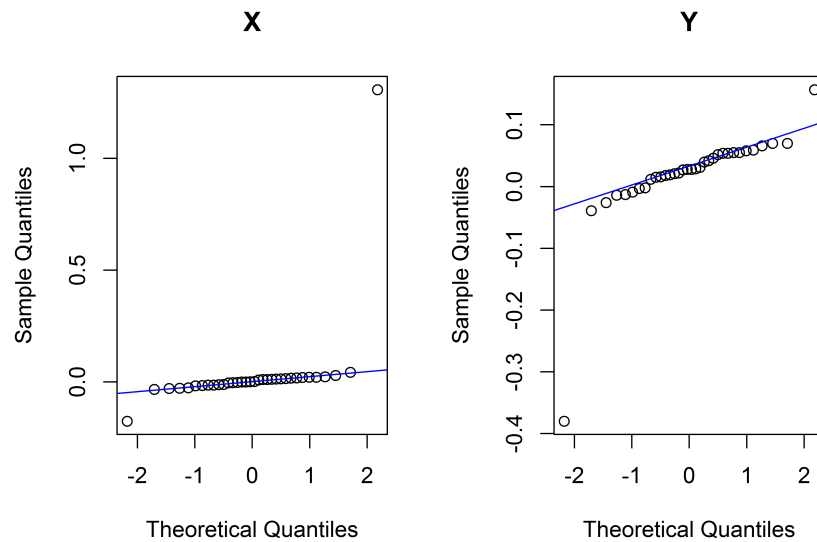 X
1.0
0.5
0.0
Sample Quantiles
-2 -1 0 1 2
Theoretical Quantiles
Y
0.1
0.0
-0.1
-0.2
-0.3
-0.4
Sample Quantiles
-2 -1 0 1 2
Theoretical Quantiles